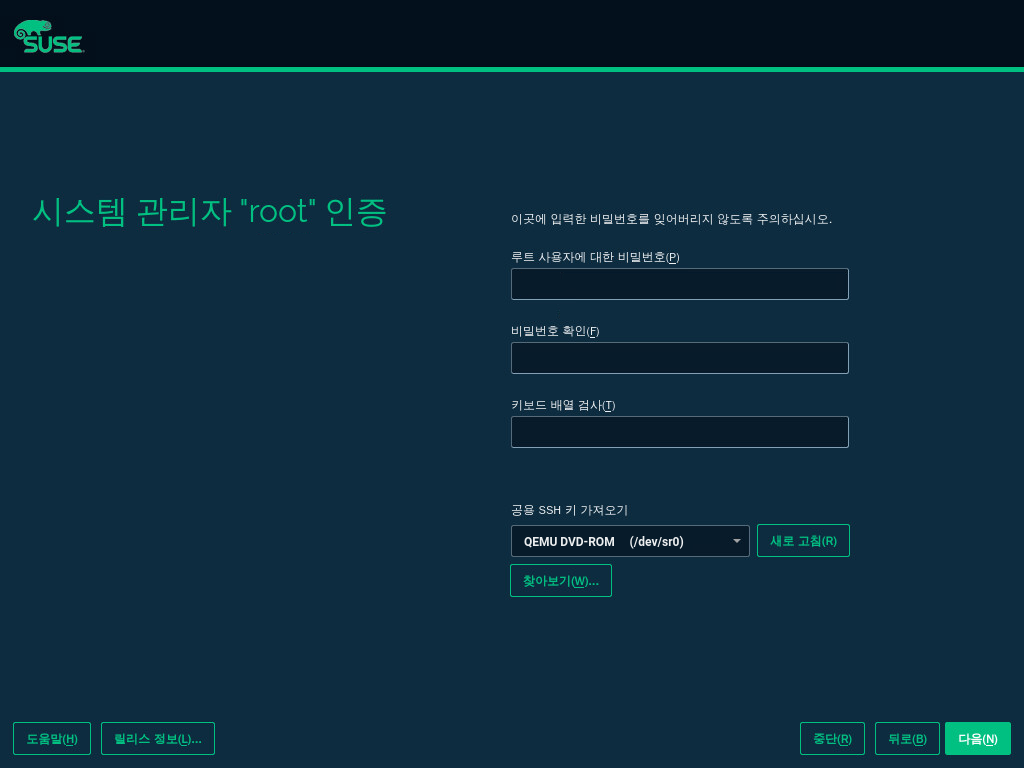 SUSE
시스템 관리자 "root" 인증
이곳에 입력한 비밀번호를 잊어버리지 않도록 주의하십시오.
루트 사용자에 대한 비밀번호(P)
비밀번호 확인(F)
키보드 배열 검사(T)
공용 SSH 키 가져오기
QEMU DVD-ROM (/dev/sr0)
새로 고침(R)
찾아보기(W)...
도움말(H)
릴리스 정보(L)...
중단(R)
뒤로(B)
다음(N)